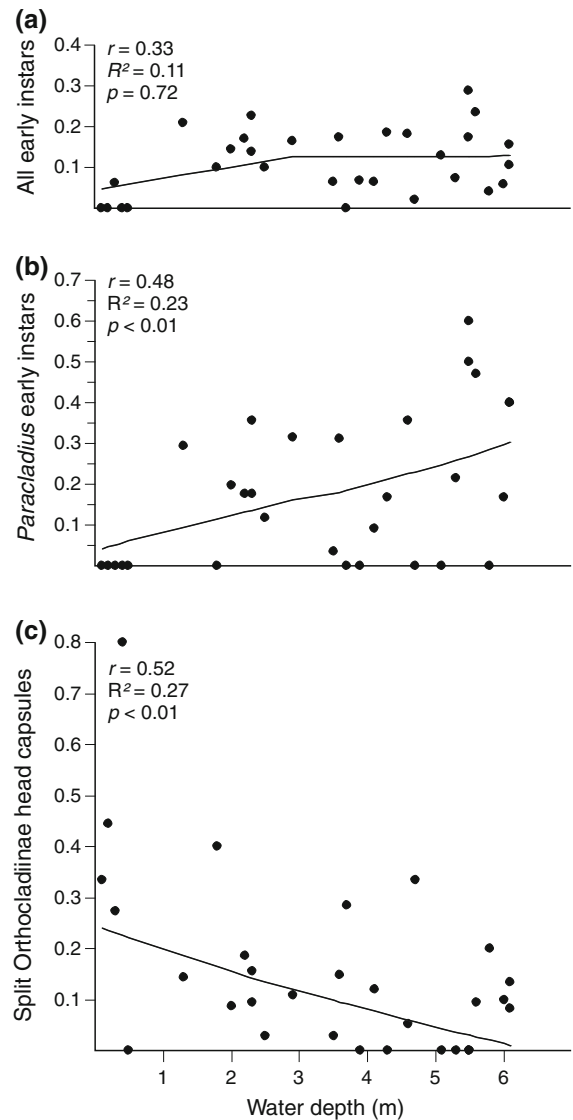 (a)
0.4
0.3
0.2
0.1
All early instars
r = 0.33
R² = 0.11
p = 0.72
(b)
0.7
0.6
0.5
0.4
0.3
0.2
0.1
Paracladius early instars
r = 0.48
R² = 0.23
p < 0.01
(c)
0.8
0.7
0.6
0.5
0.4
0.3
0.2
0.1
Split Orthocladiinae head capsules
r = 0.52
R² = 0.27
p < 0.01
1 2 3 4 5 6
Water depth (m)